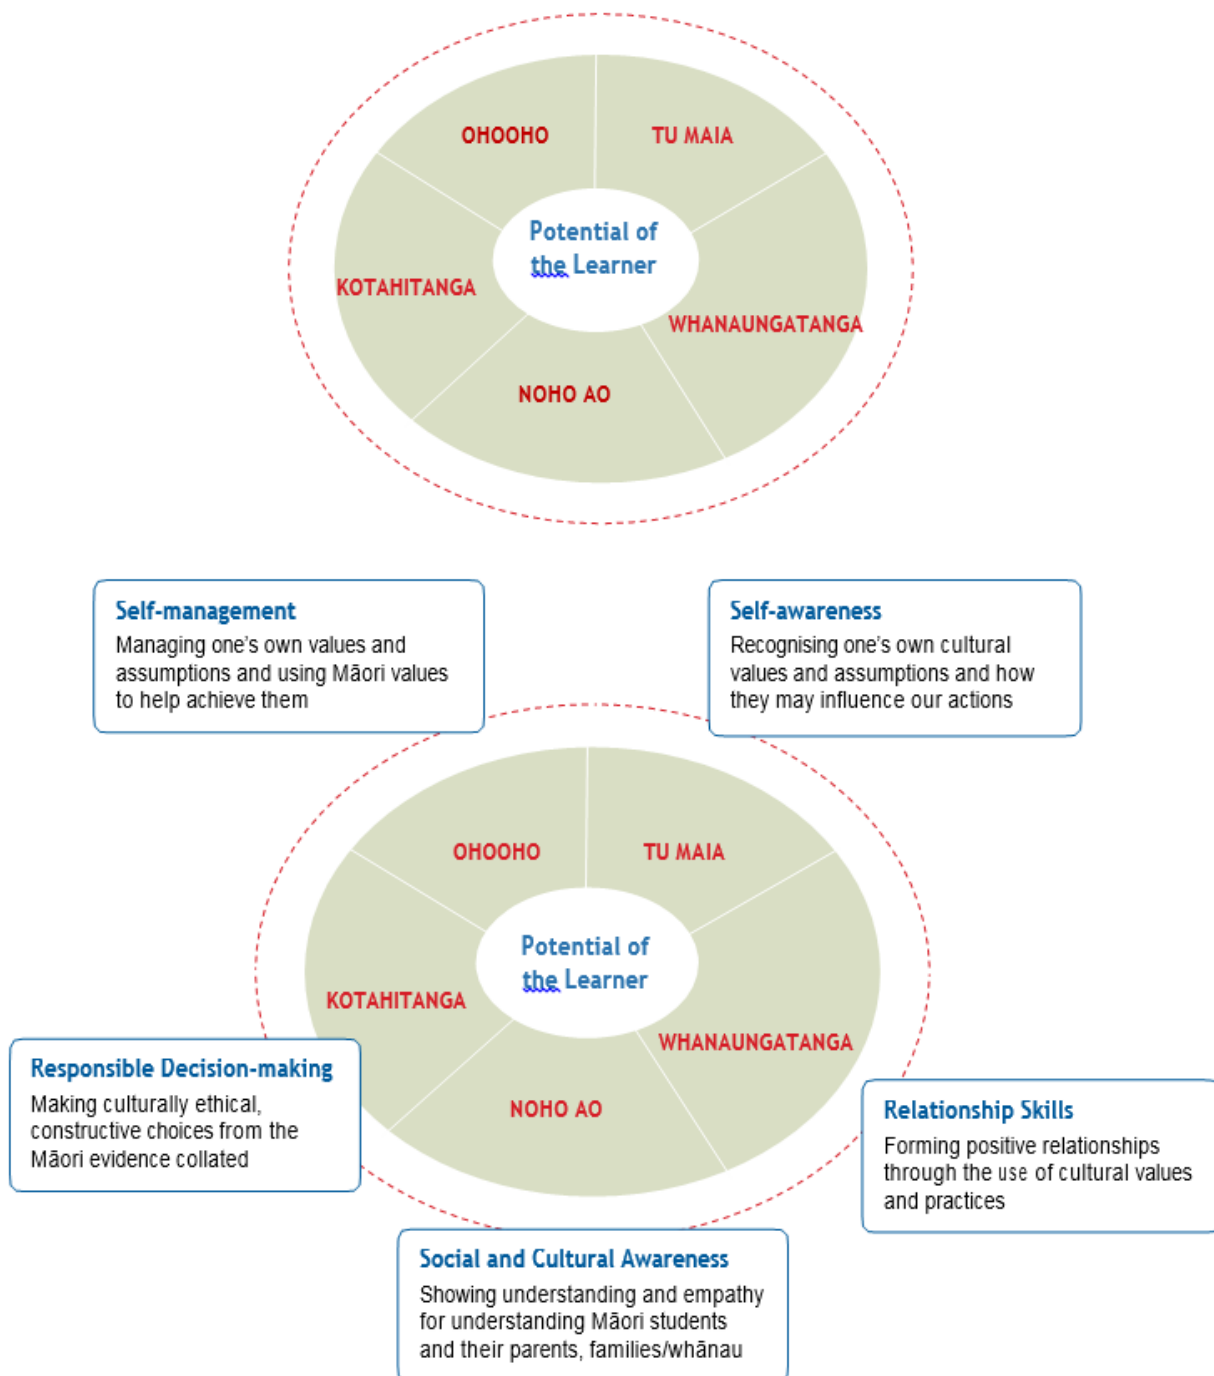 OHOOHO
TU MAIA
Potential of
the Learner
KOTAHITANGA
WHANAUNGATANGA
NOHO AO
Self-management
Managing one's own values and
assumptions and using Māori values
to help achieve them
Self-awareness
Recognising one's own cultural
values and assumptions and how
they may influence our actions
OHOOHO
TU MAIA
Potential of
the Learner
KOTAHITANGA
WHANAUNGATANGA
NOHO AO
Responsible Decision-making
Making culturally ethical,
constructive choices from the
Māori evidence collated
Relationship Skills
Forming positive relationships
through the use of cultural values
and practices
Social and Cultural Awareness
Showing understanding and empathy
for understanding Māori students
and their parents, families/whānau